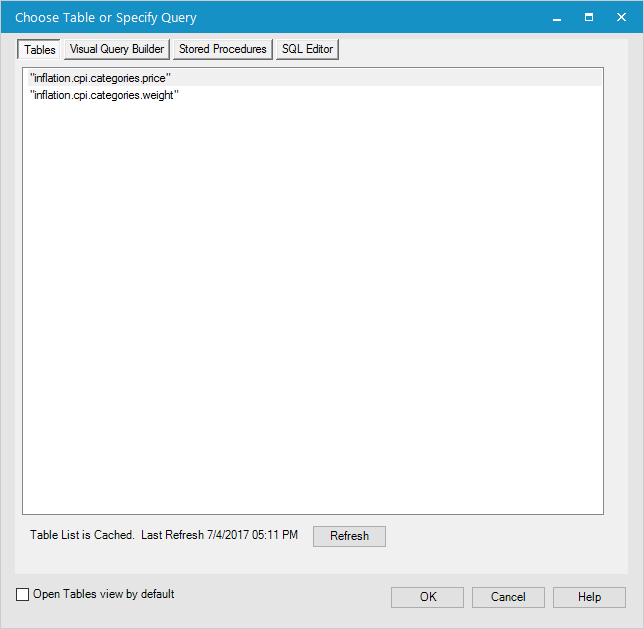 Choose Table or Specify Query
Tables Visual Query Builder Stored Procedures SQL Editor
"inflation.cpi.categories.price"
"inflation.cpi.categories.weight"
Table List is Cached. Last Refresh 7/4/2017 05:11 PM Refresh
Open Tables view by default OK Cancel Help